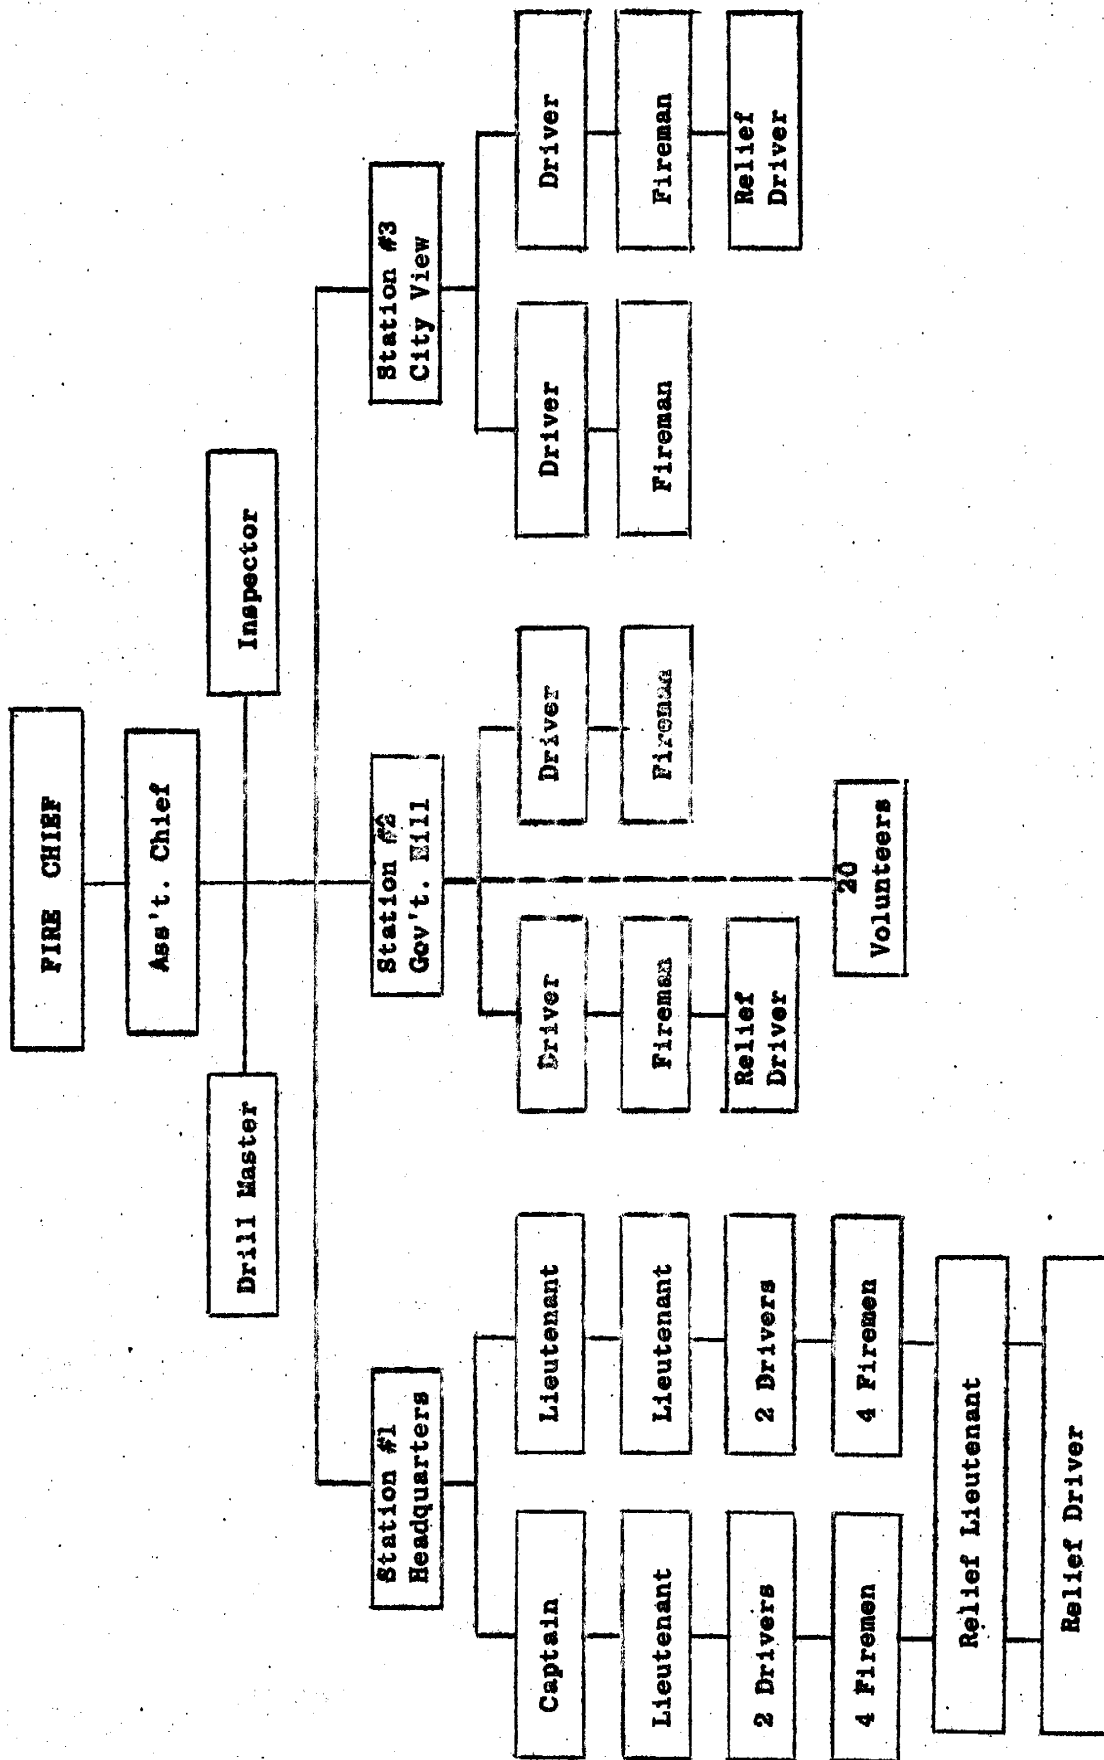 FIRE CHIEF
Ass't. Chief
Drill Master
Inspector
Station #1
Headquarters
Station #2
Gov't. Hill
Station #3
City View
Captain
Lieutenant
2 Drivers
4 Firemen
Lieutenant
Lieutenant
2 Drivers
4 Firemen
Relief Lieutenant
Relief Driver
Driver
Fireman
Relief
Driver
Driver
Fireman
20
Volunteers
Driver
Fireman
Driver
Fireman
Relief
Driver